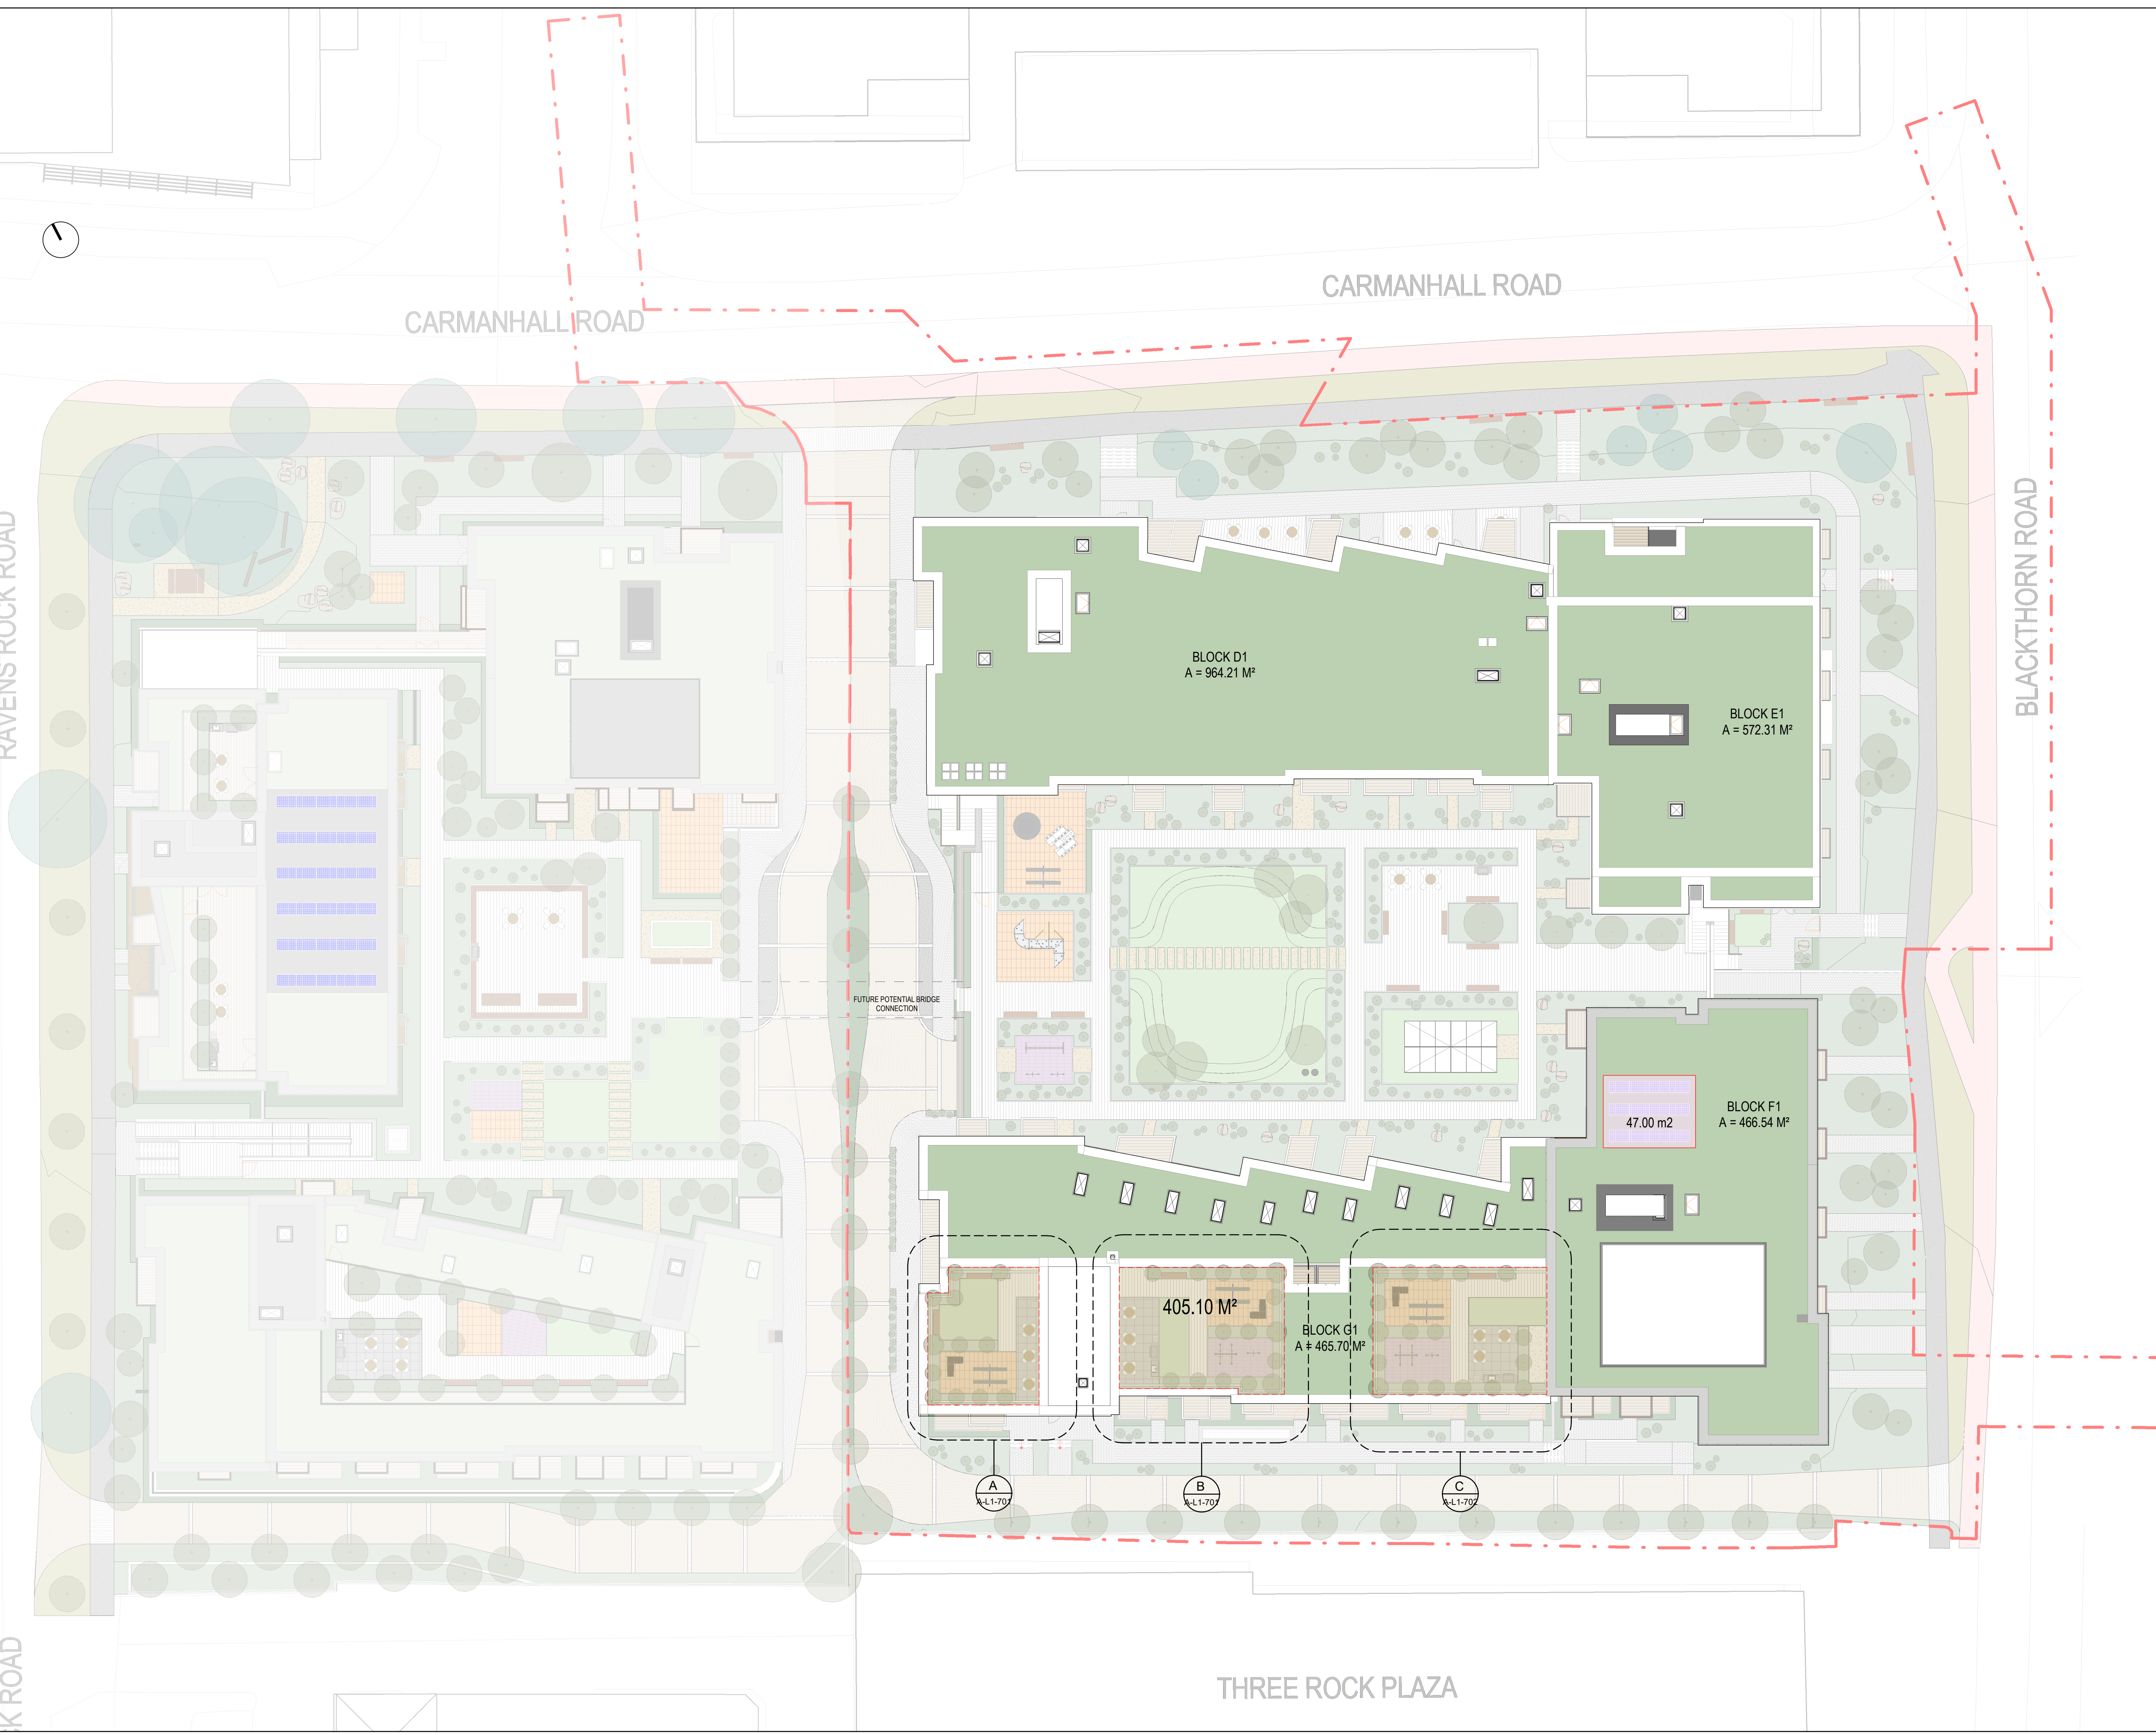 CARMANHALL ROAD
CARMANHALL ROAD
RAVENS ROCK ROAD
BLACKTHORN ROAD
BLOCK D1
A = 964.21 M²
BLOCK E1
A = 572.31 M²
FUTURE POTENTIAL BRIDGE
CONNECTION
BLOCK F1
A = 466.54 M²
47.00 m2
405.10 M²
BLOCK G1
A = 465.70 M²
A
A-L1-701
B
A-L1-701
C
A-L1-702
THREE ROCK PLAZA
CK ROAD